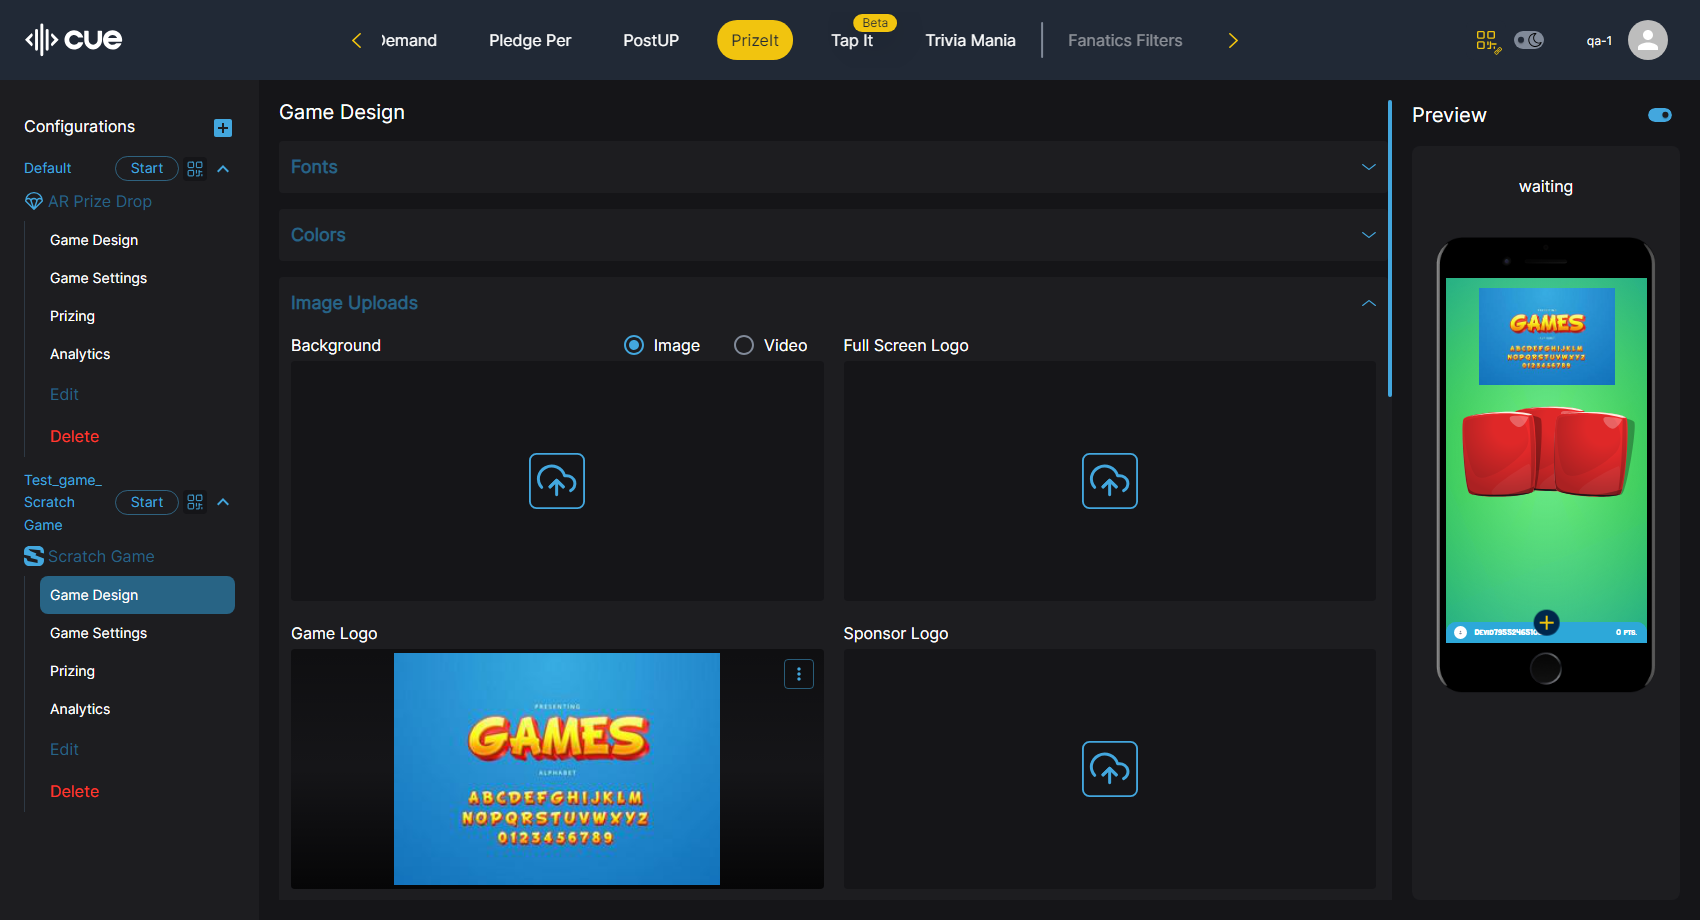 cue
Demand
Pledge Per
PostUP
PrizeIt
Beta
Tap It
Trivia Mania
Fanatics Filters
qa-1
Configurations
Default
Start
AR Prize Drop
Game Design
Game Settings
Prizing
Analytics
Edit
Delete
Test_game_
Scratch
Game
Start
Scratch Game
Game Design
Game Settings
Prizing
Analytics
Edit
Delete
Game Design
Fonts
Colors
Image Uploads
Background
Image
Video
Full Screen Logo
Game Logo
PRESENTING
GAMES
ALPHABET
ABCDEFGHIJKLM
NOPQRSTUVWXYZ
0123456789
Sponsor Logo
Preview
waiting
GAMES
ABCDEFGHIJKLM
NOPQRSTUVWXYZ
0123456789
0 PTS.